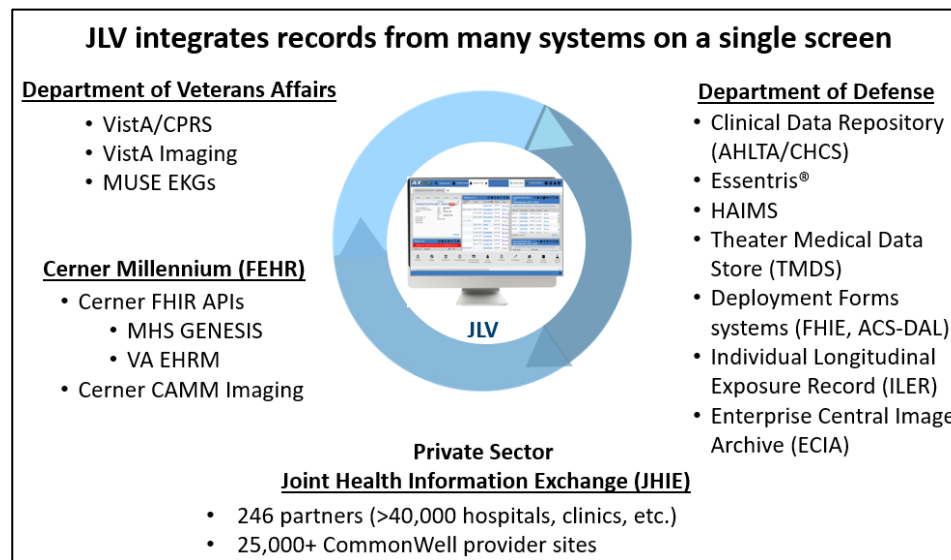 JLV integrates records from many systems on a single screen
Department of Veterans Affairs
• VistA/CPRS
• VistA Imaging
• MUSE EKGs
Cerner Millennium (FEHR)
• Cerner FHIR APIs
• MHS GENESIS
• VA EHRM
• Cerner CAMM Imaging
JLV
Department of Defense
• Clinical Data Repository
(AHLTA/CHCS)
• Essentris®
• HAIMS
• Theater Medical Data
Store (TMDS)
• Deployment Forms
systems (FHIE, ACS-DAL)
• Individual Longitudinal
Exposure Record (ILER)
• Enterprise Central Image
Archive (ECIA)
Private Sector
Joint Health Information Exchange (JHIE)
• 246 partners (>40,000 hospitals, clinics, etc.)
• 25,000+ CommonWell provider sites